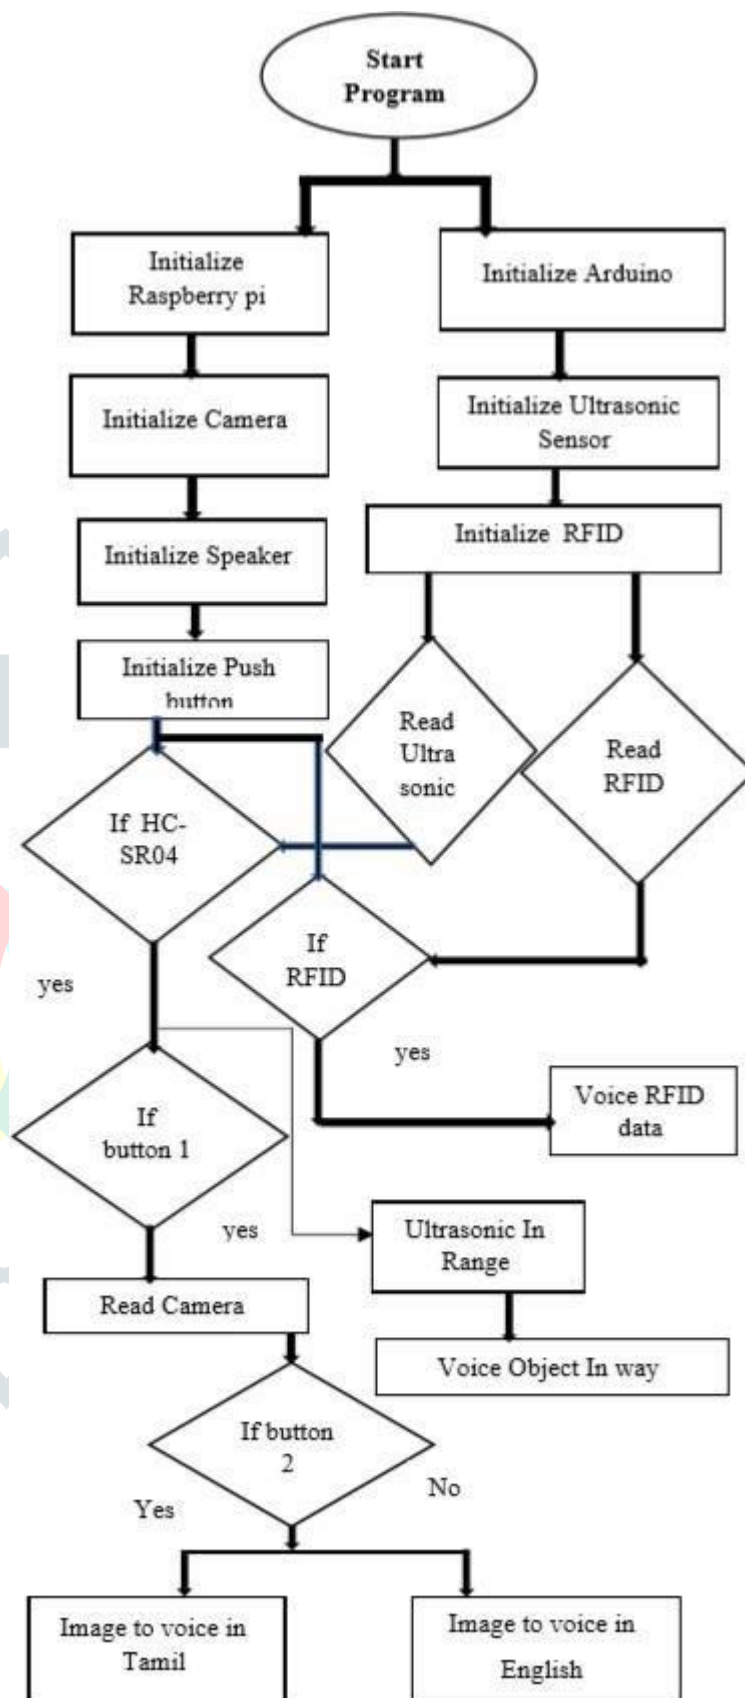 Start
Program
Initialize
Raspberry pi
Initialize Arduino
Initialize Camera
Initialize Ultrasonic
Sensor
Initialize Speaker
Initialize RFID
Initialize Push
button
Read
Ultra
sonic
Read
RFID
If HC-
SR04
If
RFID
yes
yes
If
button 1
Voice RFID
data
yes
Ultrasonic In
Range
Read Camera
Voice Object In way
If button
2
No
Yes
Image to voice in
Tamil
Image to voice in
English